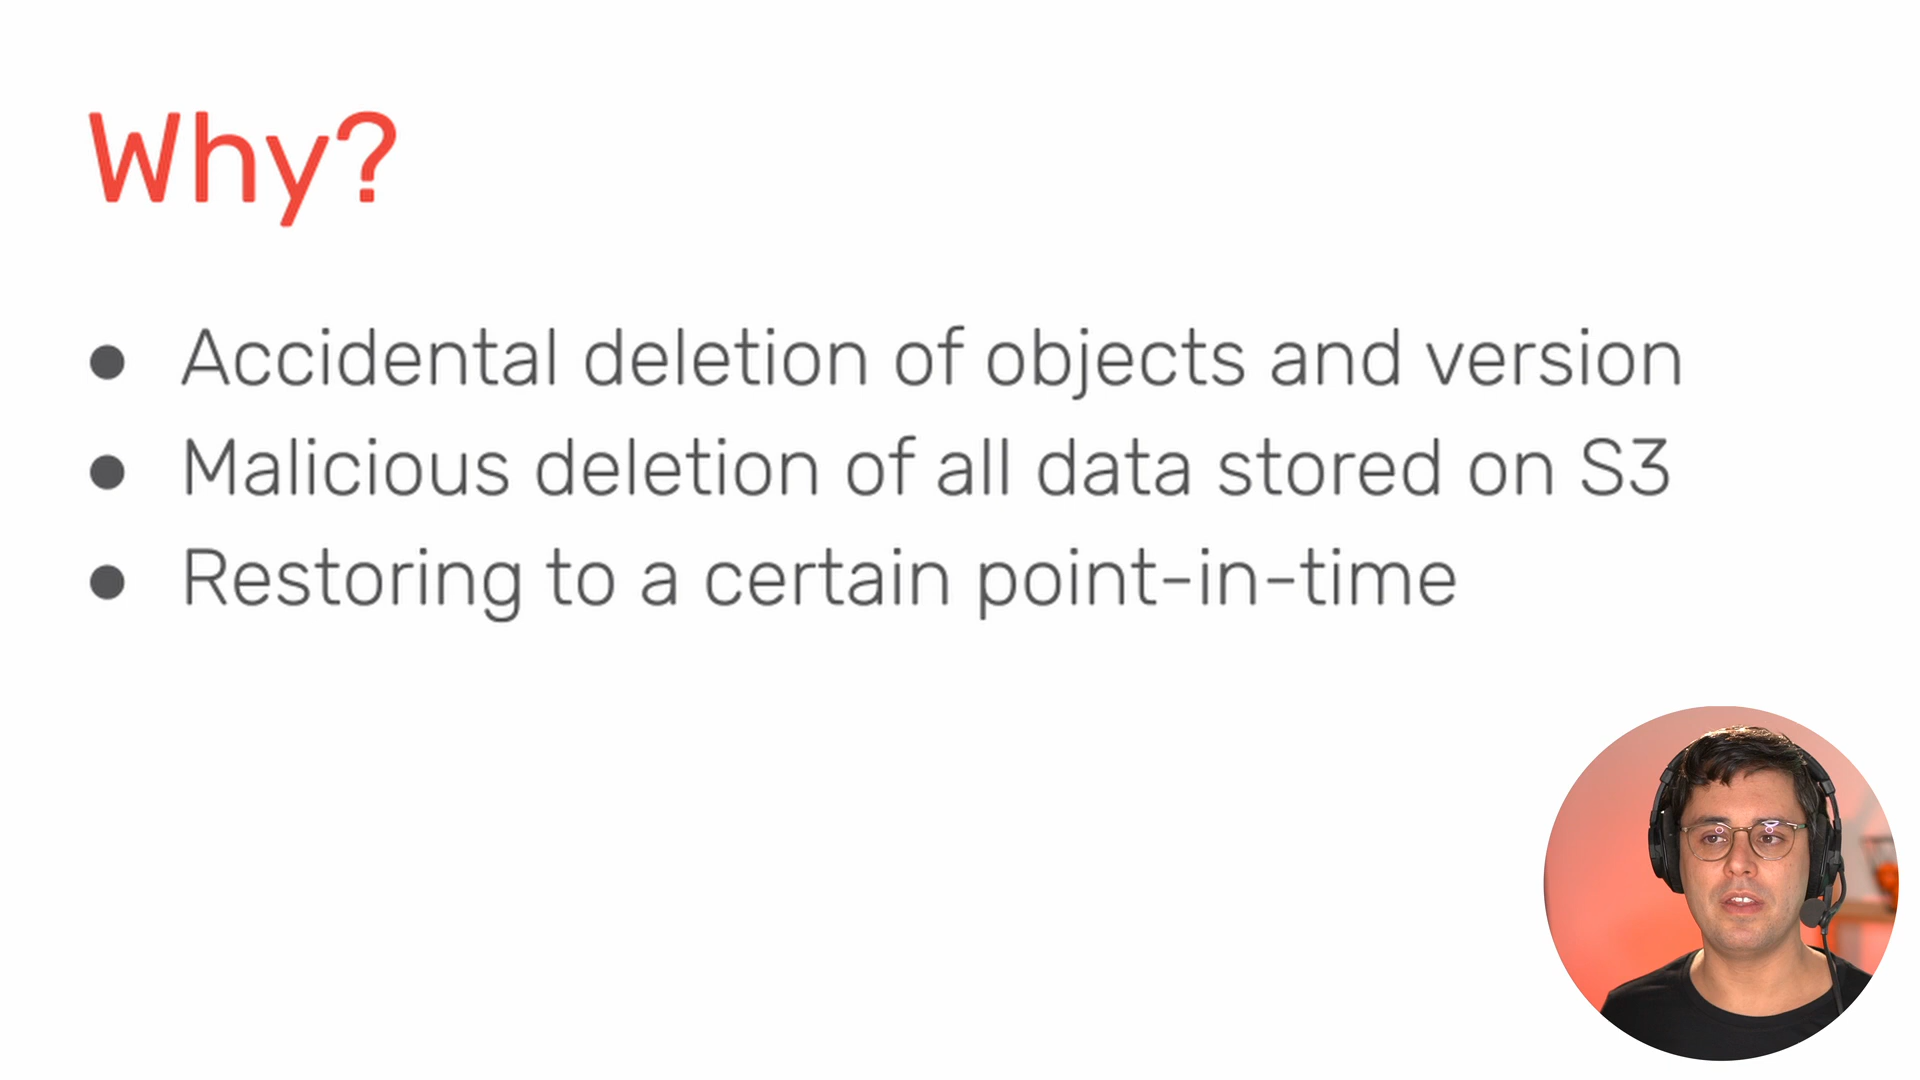 Why?
● Accidental deletion of objects and version
● Malicious deletion of all data stored on S3
● Restoring to a certain point-in-time